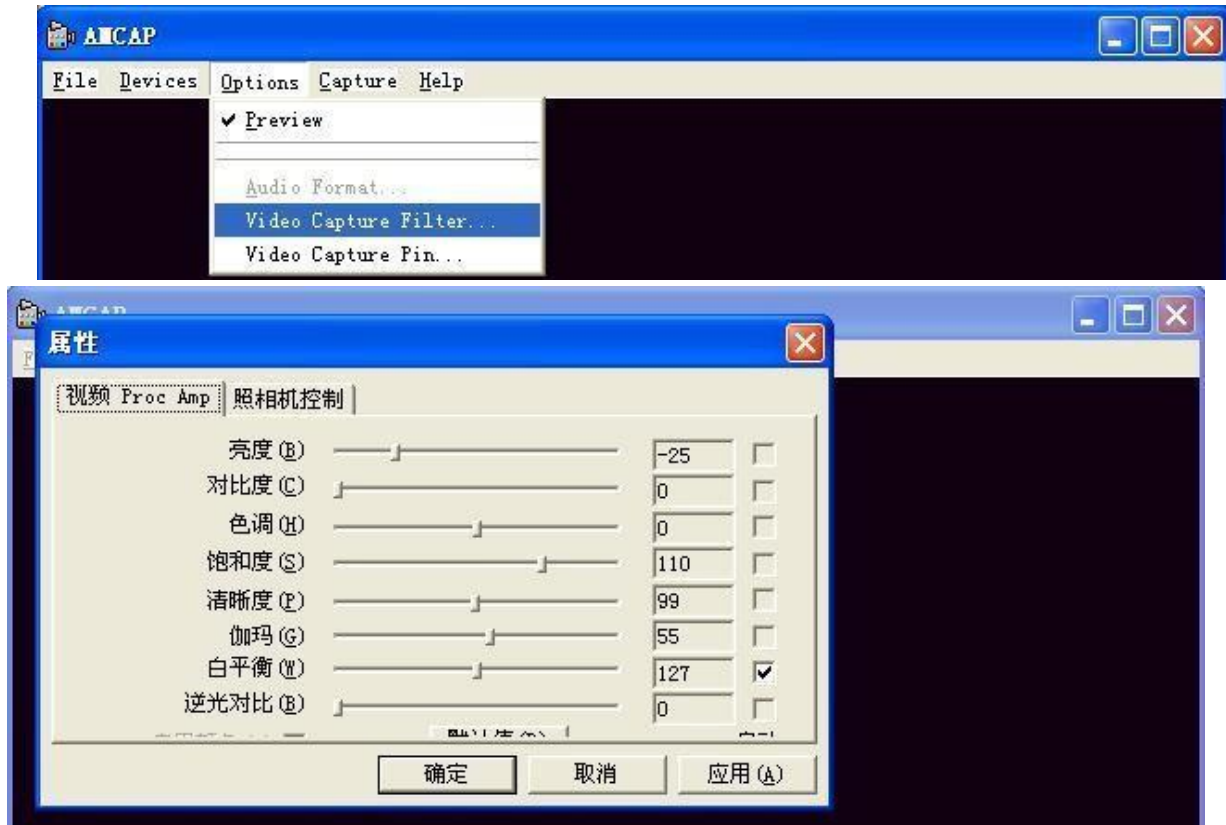 AMCAP
File Devices Options Capture Help
Preview
Audio Format...
Video Capture Filter...
Video Capture Pin...
AMCAP
属性
视频 Proc Amp 照相机控制
亮度(B) -25
对比度(C) 0
色调(H) 0
饱和度(S) 110
清晰度(P) 99
伽玛(G) 55
白平衡(W) 127
逆光对比(B) 0
确定 取消 应用(A)